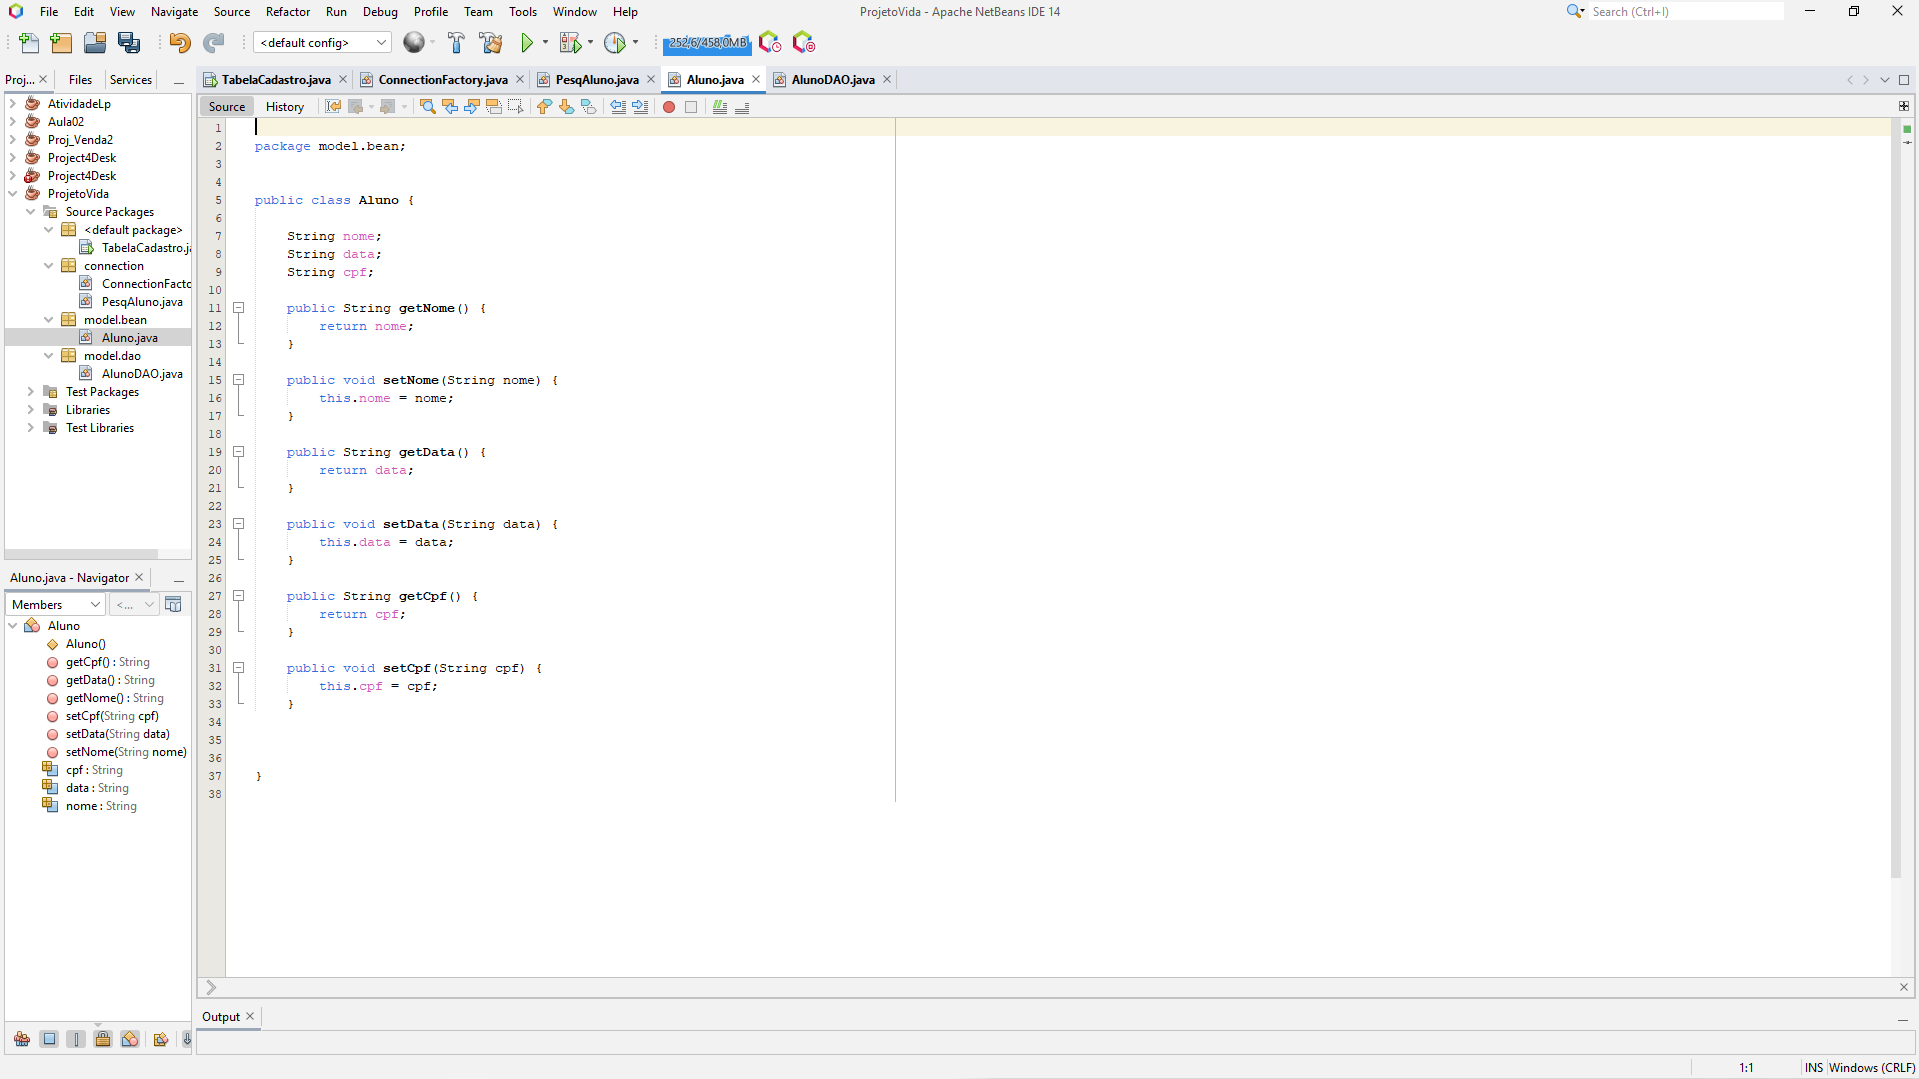 File Edit View Navigate Source Refactor Run Debug Profile Team Tools Window Help
ProjetoVida - Apache NetBeans IDE 14
Search (Ctrl+I)
<default config>
252,6/458,0MB
Proj... Files Services
TabelaCadastro.java ConnectionFactory.java PesqAluno.java Aluno.java AlunoDAO.java
Source History
AtividadeLp
Aula02
Proj_Venda2
Project4Desk
Project4Desk
ProjetoVida
Source Packages
<default package>
TabelaCadastro.ja
connection
ConnectionFacto
PesqAluno.java
model.bean
Aluno.java
model.dao
AlunoDAO.java
Test Packages
Libraries
Test Libraries
Aluno.java - Navigator
Members <...
Aluno
Aluno()
getCpf() : String
getData() : String
getNome() : String
setCpf(String cpf)
setData(String data)
setNome(String nome)
cpf : String
data : String
nome : String
1
2 package model.bean;
3
4
5 public class Aluno {
6
7 String nome;
8 String data;
9 String cpf;
10
11 public String getNome() {
12 return nome;
13 }
14
15 public void setNome(String nome) {
16 this.nome = nome;
17 }
18
19 public String getData() {
20 return data;
21 }
22
23 public void setData(String data) {
24 this.data = data;
25 }
26
27 public String getCpf() {
28 return cpf;
29 }
30
31 public void setCpf(String cpf) {
32 this.cpf = cpf;
33 }
34
35
36
37 }
38
Output
1:1 INS Windows (CRLF)